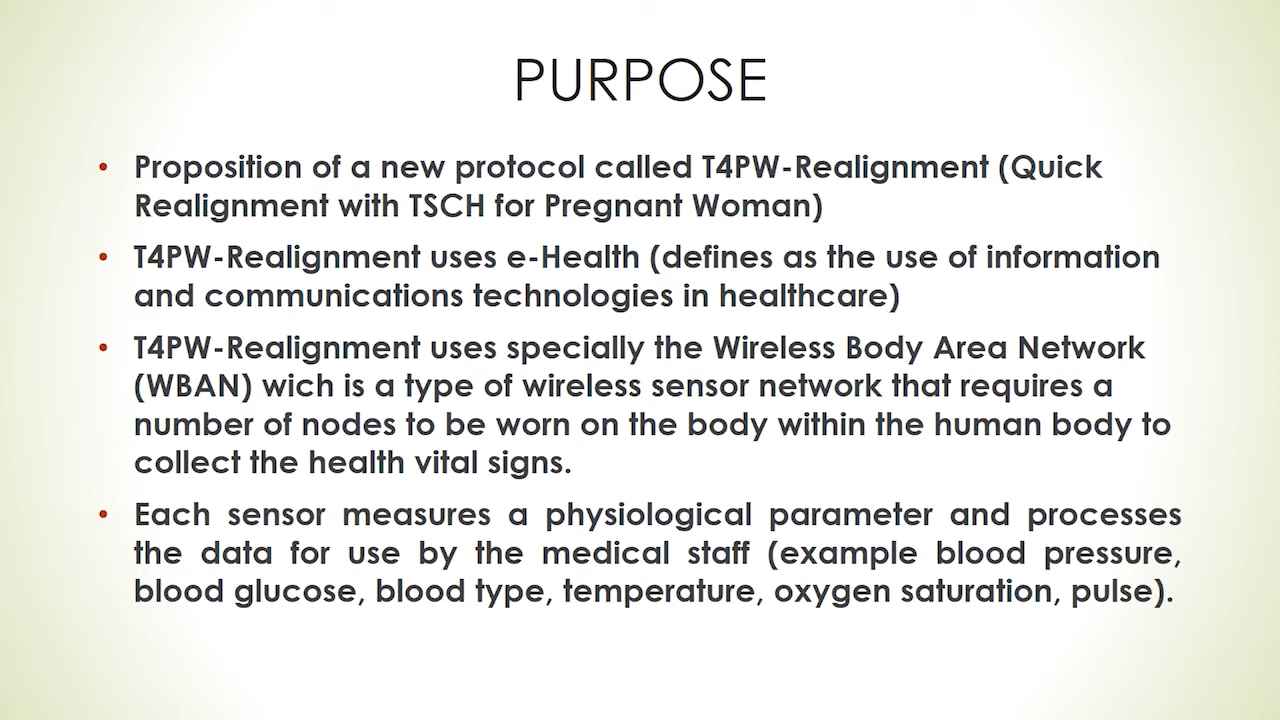 PURPOSE
• Proposition of a new protocol called T4PW-Realignment (Quick
Realignment with TSCH for Pregnant Woman)
• T4PW-Realignment uses e-Health (defines as the use of information
and communications technologies in healthcare)
• T4PW-Realignment uses specially the Wireless Body Area Network
(WBAN) wich is a type of wireless sensor network that requires a
number of nodes to be worn on the body within the human body to
collect the health vital signs.
• Each sensor measures a physiological parameter and processes
the data for use by the medical staff (example blood pressure,
blood glucose, blood type, temperature, oxygen saturation, pulse).